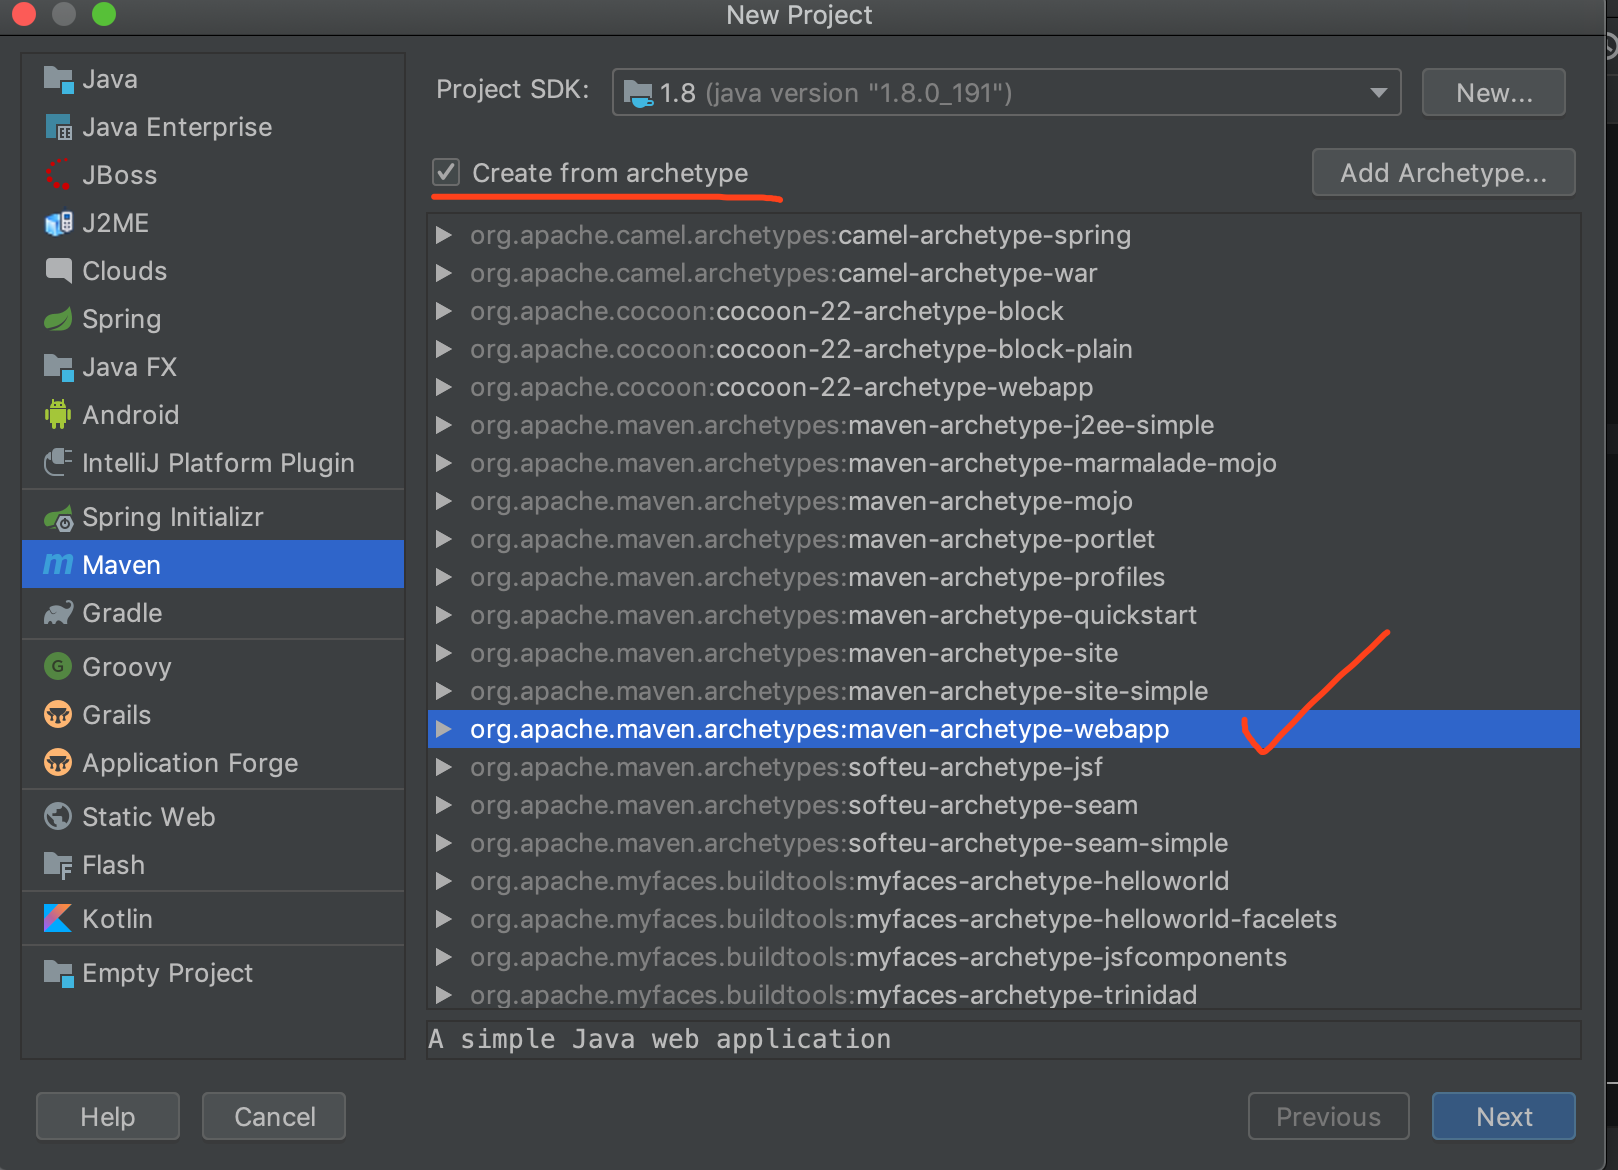 New Project
Java
Java Enterprise
JBoss
J2ME
Clouds
Spring
Java FX
Android
IntelliJ Platform Plugin
Spring Initializr
Maven
Gradle
Groovy
Grails
Application Forge
Static Web
Flash
Kotlin
Empty Project
Project SDK: 1.8 (java version "1.8.0_191") New...
Create from archetype Add Archetype...
org.apache.camel.archetypes:camel-archetype-spring
org.apache.camel.archetypes:camel-archetype-war
org.apache.cocoon:cocoon-22-archetype-block
org.apache.cocoon:cocoon-22-archetype-block-plain
org.apache.cocoon:cocoon-22-archetype-webapp
org.apache.maven.archetypes:maven-archetype-j2ee-simple
org.apache.maven.archetypes:maven-archetype-marmalade-mojo
org.apache.maven.archetypes:maven-archetype-mojo
org.apache.maven.archetypes:maven-archetype-portlet
org.apache.maven.archetypes:maven-archetype-profiles
org.apache.maven.archetypes:maven-archetype-quickstart
org.apache.maven.archetypes:maven-archetype-site
org.apache.maven.archetypes:maven-archetype-site-simple
org.apache.maven.archetypes:maven-archetype-webapp
org.apache.maven.archetypes:softeu-archetype-jsf
org.apache.maven.archetypes:softeu-archetype-seam
org.apache.maven.archetypes:softeu-archetype-seam-simple
org.apache.myfaces.buildtools:myfaces-archetype-helloworld
org.apache.myfaces.buildtools:myfaces-archetype-helloworld-facelets
org.apache.myfaces.buildtools:myfaces-archetype-jsfcomponents
org.apache.myfaces.buildtools:myfaces-archetype-trinidad
A simple Java web application
Help Cancel Previous Next